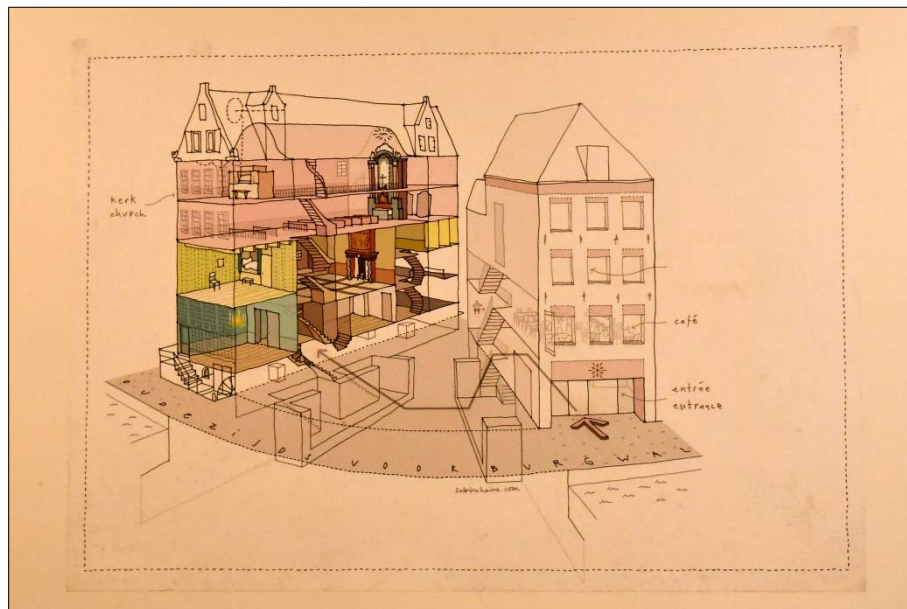 kerk
church
café
entrée
entrance
OUDEZIJDS VOORBURGWAL